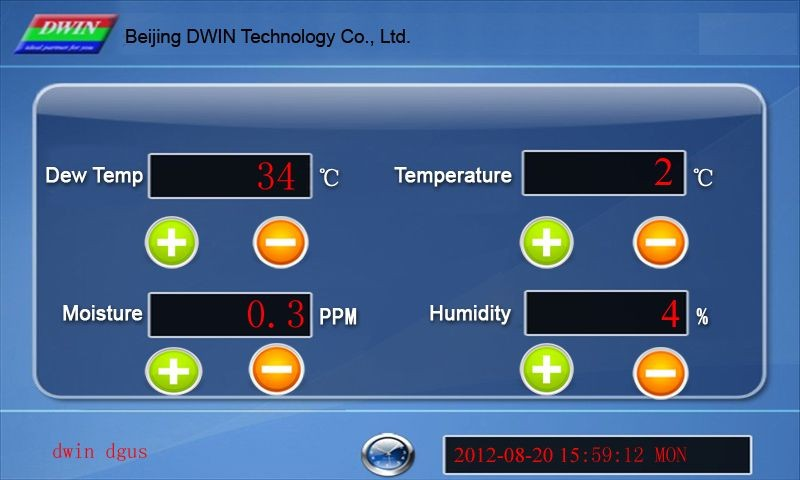 DWIN
ideal partner for you
Beijing DWIN Technology Co., Ltd.
Dew Temp 34 ℃
Temperature 2 ℃
Moisture 0.3 PPM
Humidity 4 %
dwin dgus
2012-08-20 15:59:12 MON